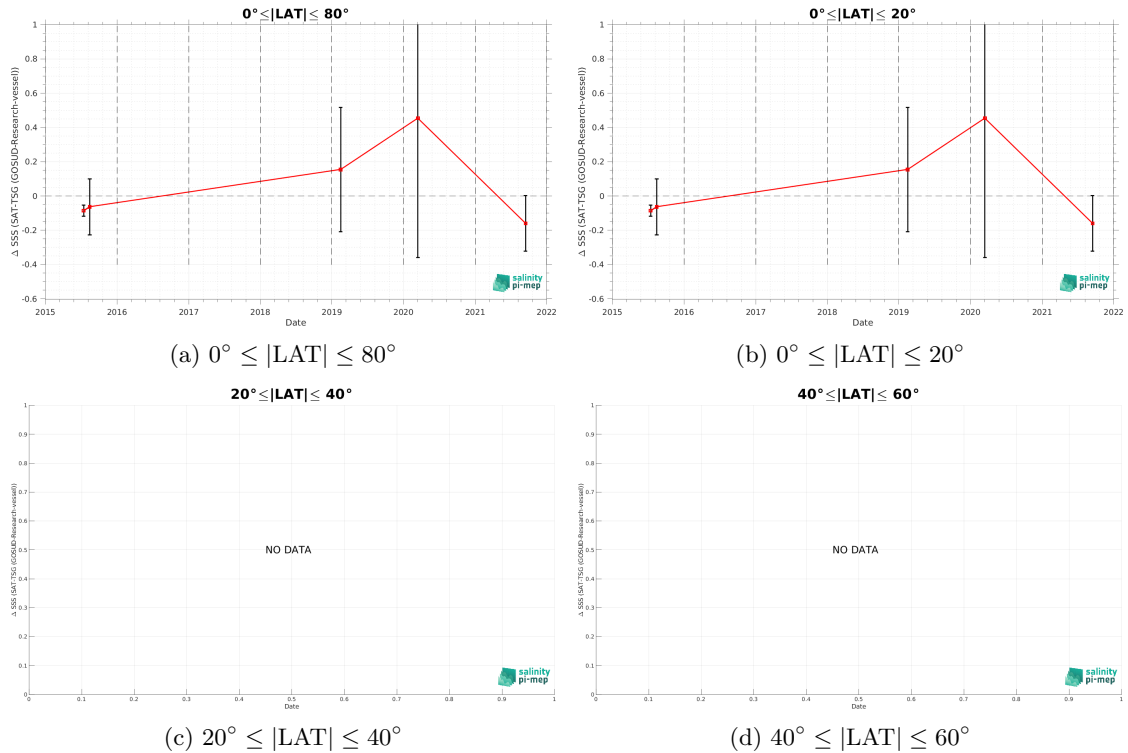 0°≤|LAT|≤ 80°
1
0.8
0.6
0.4
0.2
0
-0.2
-0.4
-0.6
Δ SSS (SAT-TSG (GOSUD-Research-vessel))
2015 2016 2017 2018 2019 2020 2021 2022
Date
salinity
pi-mep
(a) 0° ≤ |LAT| ≤ 80°
0°≤|LAT|≤ 20°
1
0.8
0.6
0.4
0.2
0
-0.2
-0.4
-0.6
Δ SSS (SAT-TSG (GOSUD-Research-vessel))
2015 2016 2017 2018 2019 2020 2021 2022
Date
salinity
pi-mep
(b) 0° ≤ |LAT| ≤ 20°
20°≤|LAT|≤ 40°
1
0.9
0.8
0.7
0.6
0.5
0.4
0.3
0.2
0.1
0
Δ SSS (SAT-TSG (GOSUD-Research-vessel))
NO DATA
0 0.1 0.2 0.3 0.4 0.5 0.6 0.7 0.8 0.9 1
Date
salinity
pi-mep
(c) 20° ≤ |LAT| ≤ 40°
40°≤|LAT|≤ 60°
1
0.9
0.8
0.7
0.6
0.5
0.4
0.3
0.2
0.1
0
Δ SSS (SAT-TSG (GOSUD-Research-vessel))
NO DATA
0 0.1 0.2 0.3 0.4 0.5 0.6 0.7 0.8 0.9 1
Date
salinity
pi-mep
(d) 40° ≤ |LAT| ≤ 60°